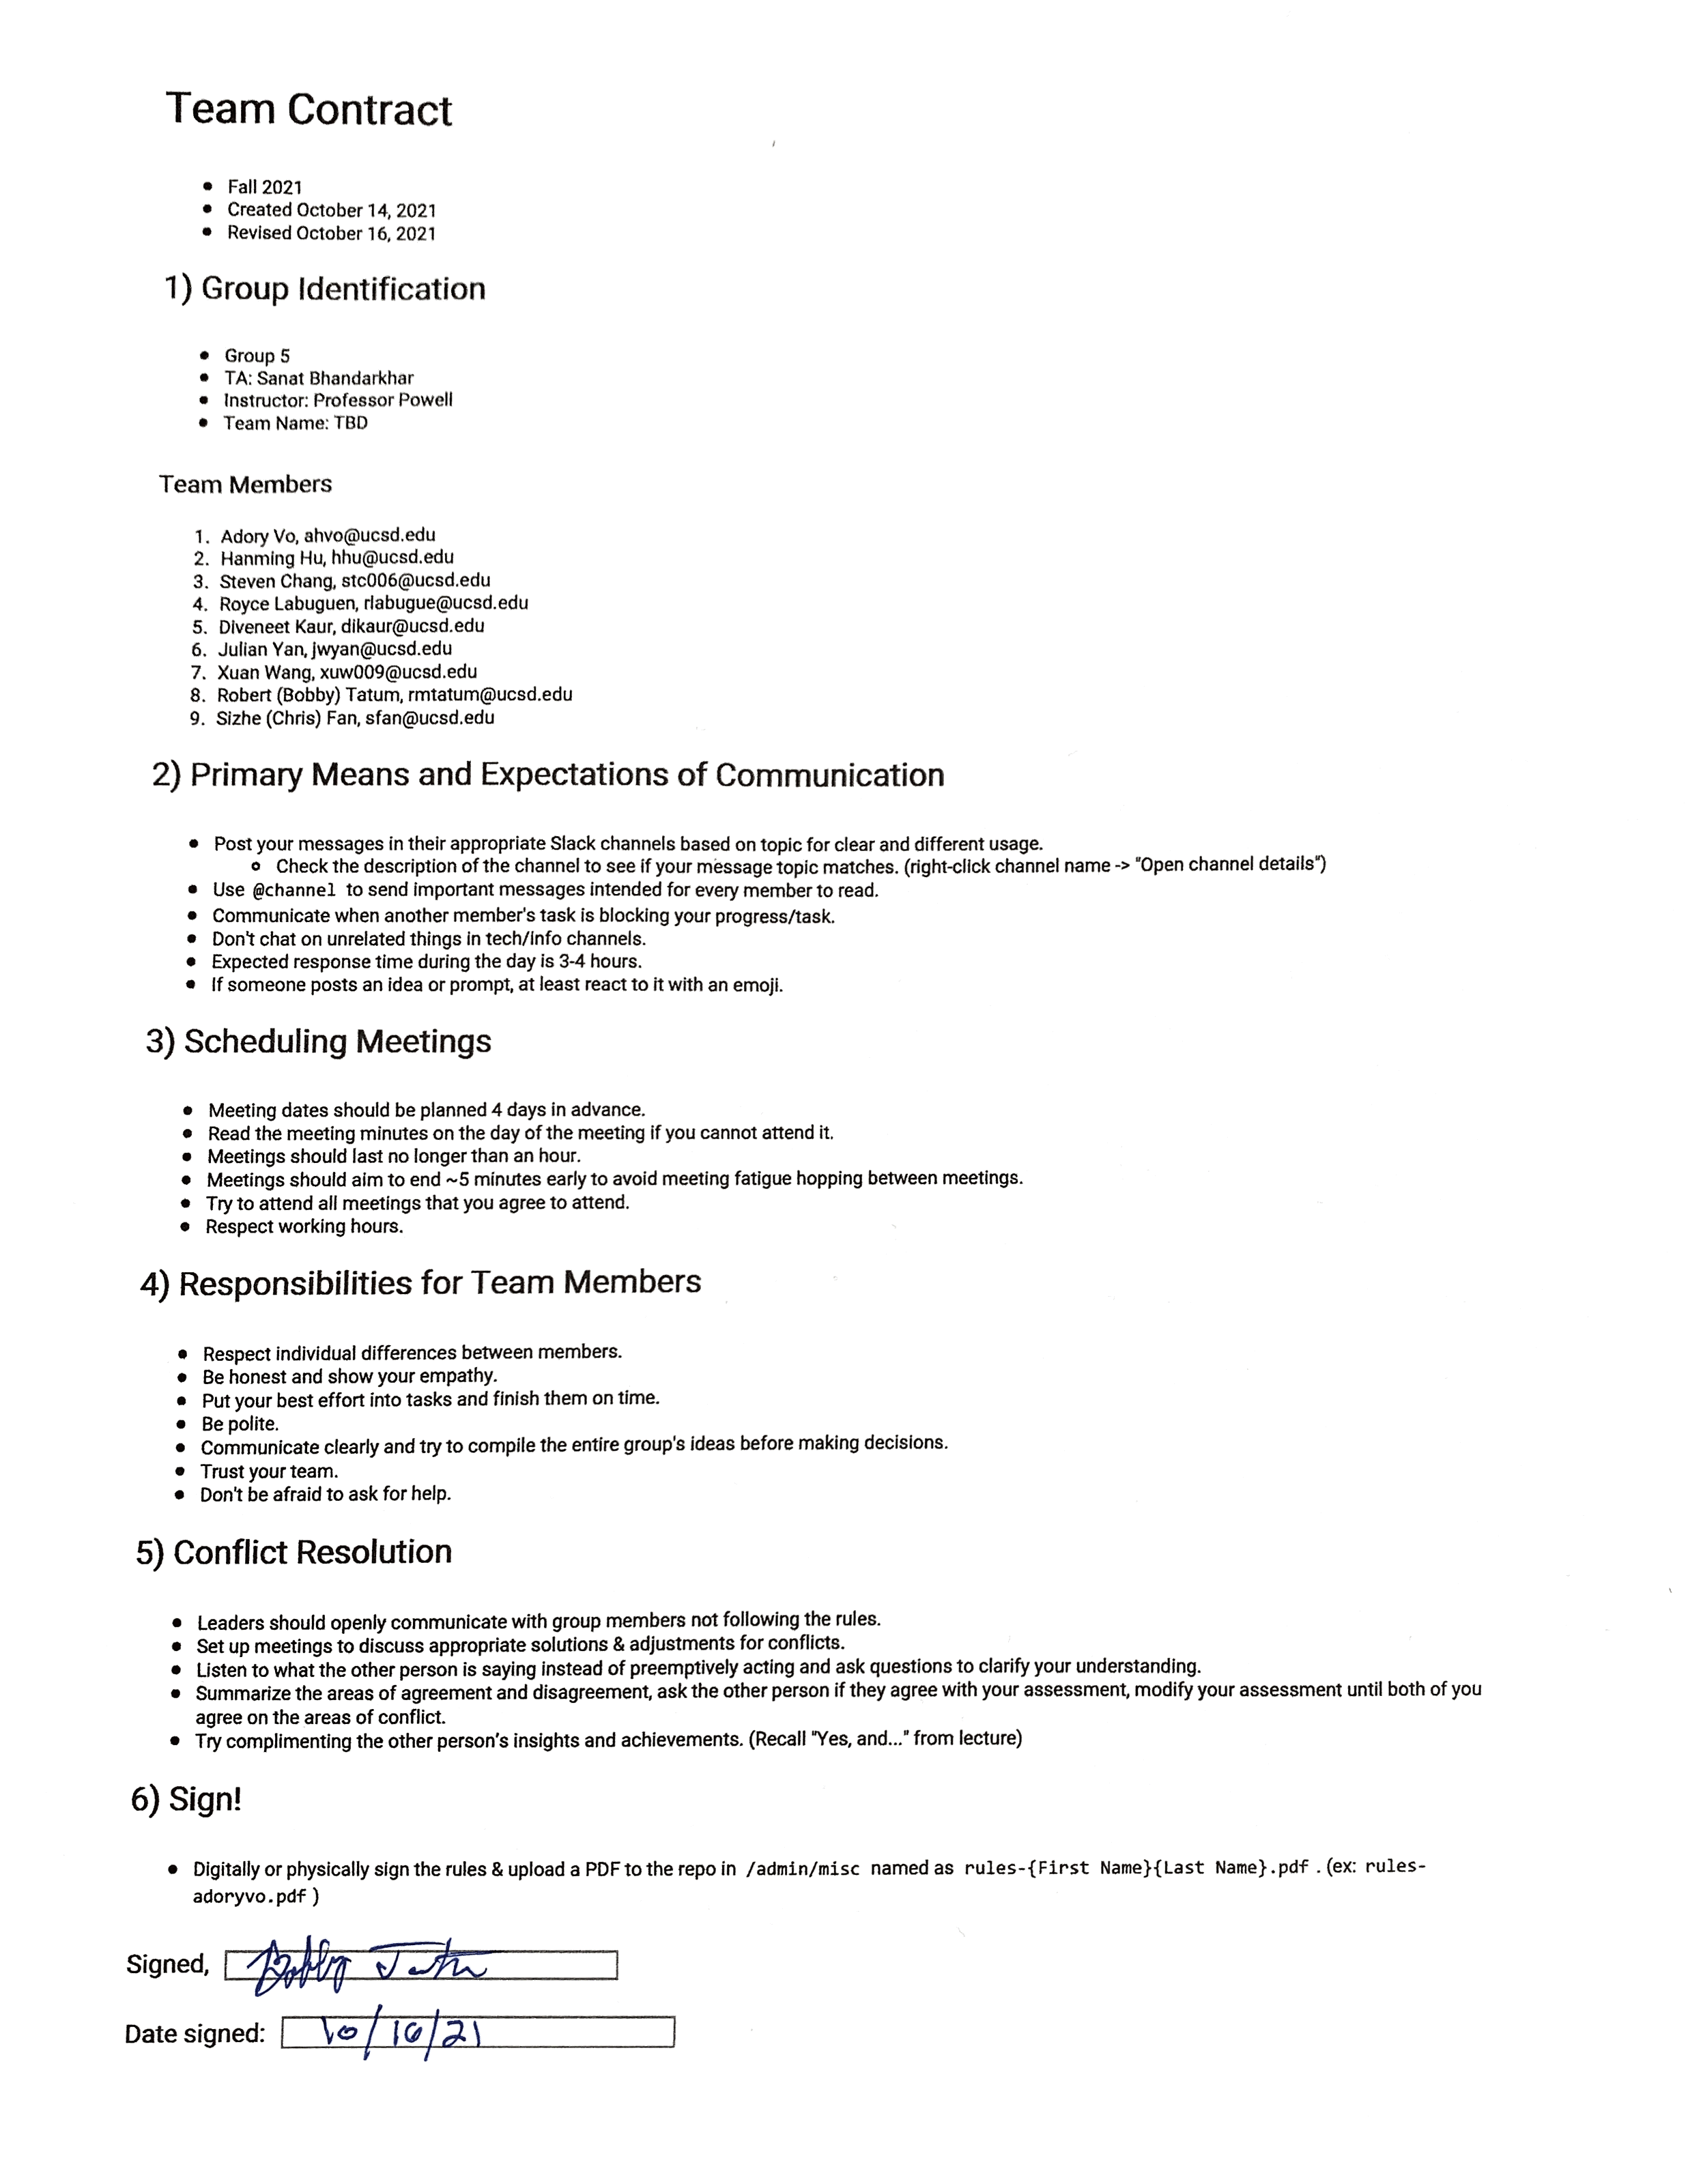 Team Contract
• Fall 2021
• Created October 14, 2021
• Revised October 16, 2021
1) Group Identification
• Group 5
• TA: Sanat Bhandarkhar
• Instructor: Professor Powell
• Team Name: TBD
Team Members
1. Adory Vo, ahvo@ucsd.edu
2. Hanming Hu, hhu@ucsd.edu
3. Steven Chang, stc006@ucsd.edu
4. Royce Labuguen, rlabugue@ucsd.edu
5. Diveneet Kaur, dikaur@ucsd.edu
6. Julian Yan, jwyan@ucsd.edu
7. Xuan Wang, xuw009@ucsd.edu
8. Robert (Bobby) Tatum, rmtatum@ucsd.edu
9. Sizhe (Chris) Fan, sfan@ucsd.edu
2) Primary Means and Expectations of Communication
• Post your messages in their appropriate Slack channels based on topic for clear and different usage.
o Check the description of the channel to see if your message topic matches. (right-click channel name -> "Open channel details")
• Use @channel to send important messages intended for every member to read.
• Communicate when another member's task is blocking your progress/task.
• Don't chat on unrelated things in tech/info channels.
• Expected response time during the day is 3-4 hours.
• If someone posts an idea or prompt, at least react to it with an emoji.
3) Scheduling Meetings
• Meeting dates should be planned 4 days in advance.
• Read the meeting minutes on the day of the meeting if you cannot attend it.
• Meetings should last no longer than an hour.
• Meetings should aim to end ~5 minutes early to avoid meeting fatigue hopping between meetings.
• Try to attend all meetings that you agree to attend.
• Respect working hours.
4) Responsibilities for Team Members
• Respect individual differences between members.
• Be honest and show your empathy.
• Put your best effort into tasks and finish them on time.
• Be polite.
• Communicate clearly and try to compile the entire group's ideas before making decisions.
• Trust your team.
• Don't be afraid to ask for help.
5) Conflict Resolution
• Leaders should openly communicate with group members not following the rules.
• Set up meetings to discuss appropriate solutions & adjustments for conflicts.
• Listen to what the other person is saying instead of preemptively acting and ask questions to clarify your understanding.
• Summarize the areas of agreement and disagreement, ask the other person if they agree with your assessment, modify your assessment until both of you
agree on the areas of conflict.
• Try complimenting the other person's insights and achievements. (Recall "Yes, and..." from lecture)
6) Sign!
• Digitally or physically sign the rules & upload a PDF to the repo in /admin/misc named as rules-{First Name}{Last Name}.pdf . (ex: rules-
adoryvo.pdf )
Signed, Bobby Tatum
Date signed: 10/16/21